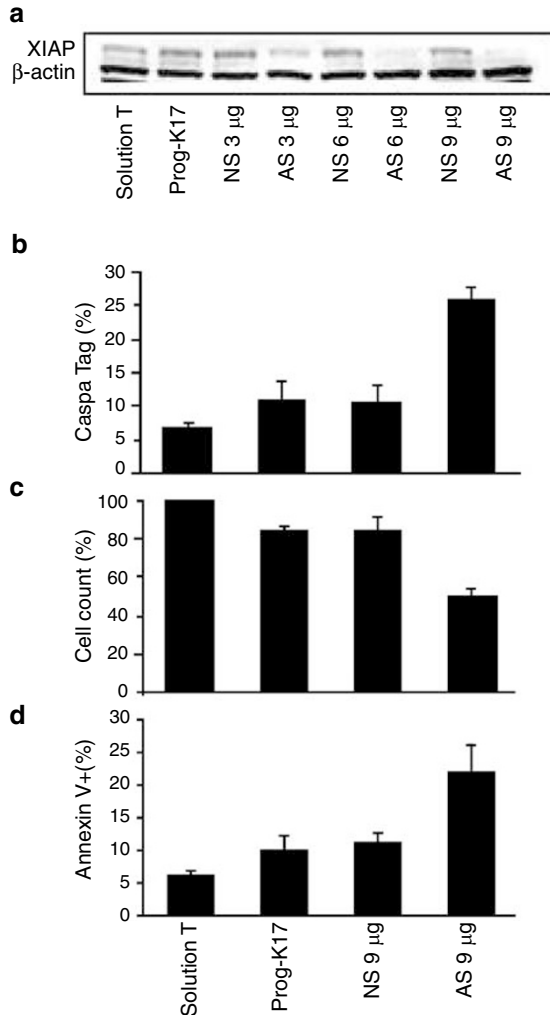 a
XIAP
β-actin
Solution T
Prog-K17
NS 3 μg
AS 3 μg
NS 6 μg
AS 6 μg
NS 9 μg
AS 9 μg
b
Caspa Tag (%)
30
25
20
15
10
5
0
c
Cell count (%)
100
80
60
40
20
0
d
Annexin V+(%)
30
25
20
15
10
5
0
Solution T
Prog-K17
NS 9 μg
AS 9 μg